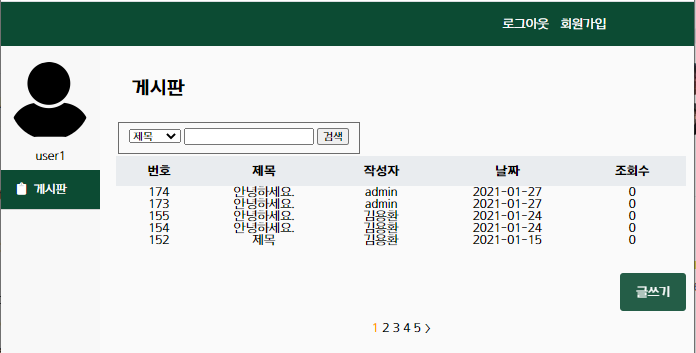 로그아웃 회원가입
user1
게시판
게시판
제목 검색
번호 제목 작성자 날짜 조회수
174 안녕하세요. admin 2021-01-27 0
173 안녕하세요. admin 2021-01-27 0
155 안녕하세요. 김용환 2021-01-24 0
154 안녕하세요. 김용환 2021-01-24 0
152 제목 김용환 2021-01-15 0
글쓰기
1 2 3 4 5 >